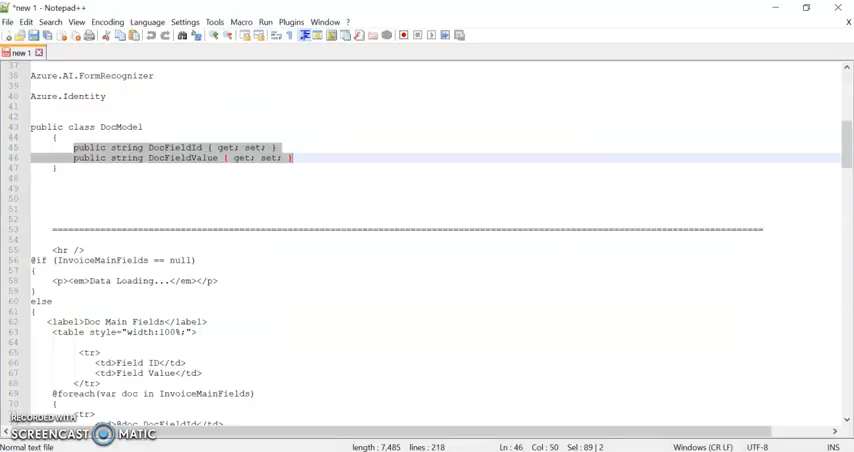 *new 1 - Notepad++
File Edit Search View Encoding Language Settings Tools Macro Run Plugins Window ? X
new 1
37
38 Azure.AI.FormRecognizer
39
40 Azure.Identity
41
42
43 public class DocModel
44 {
45 public string DocFieldId { get; set; }
46 public string DocFieldValue { get; set; }
47 }
48
49
50
51
52
53 ====================================================================================================================================
54
55 <hr />
56 @if (InvoiceMainFields == null)
57 {
58 <p><em>Data Loading...</em></p>
59 }
60 else
61 {
62 <label>Doc Main Fields</label>
63 <table style="width:100%;">
64
65 <tr>
66 <td>Field ID</td>
67 <td>Field Value</td>
68 </tr>
69 @foreach(var doc in InvoiceMainFields)
70 {
<tr>
<td>@doc.DocFieldId</td>
RECORDED WITH
SCREENCAST MATIC
Normal text file length : 7,485 lines : 218 Ln : 46 Col : 50 Sel : 89 | 2 Windows (CR LF) UTF-8 INS